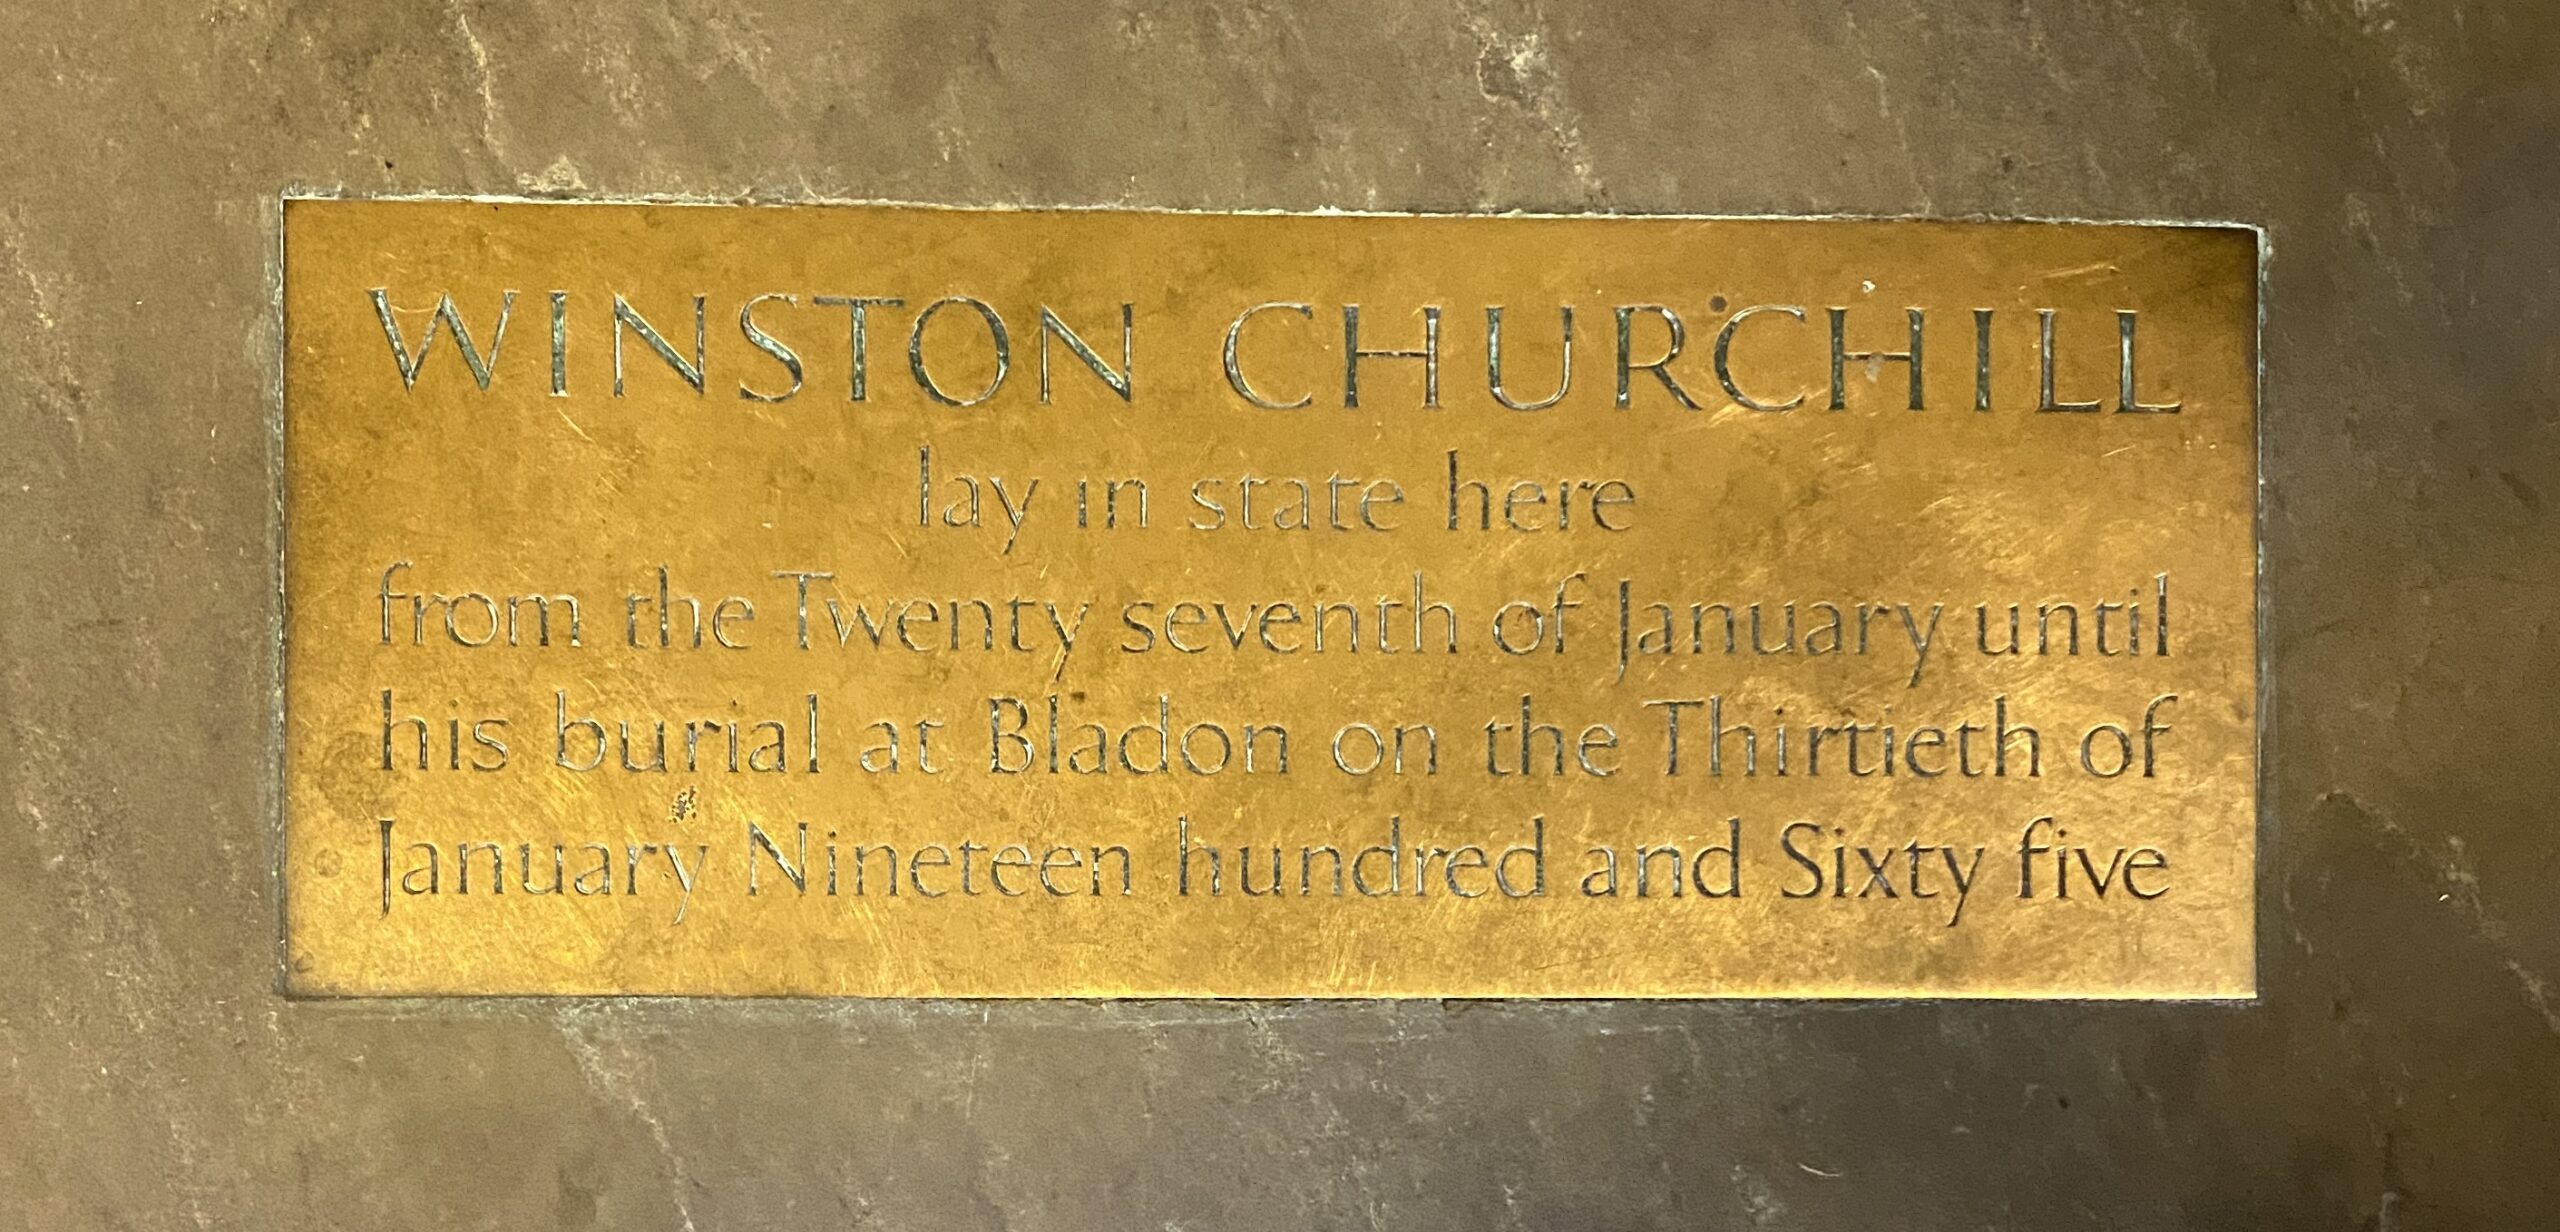 WINSTON CHURCHILL
lay in state here
from the Twenty seventh of January until
his burial at Bladon on the Thirtieth of
January Nineteen hundred and Sixty five